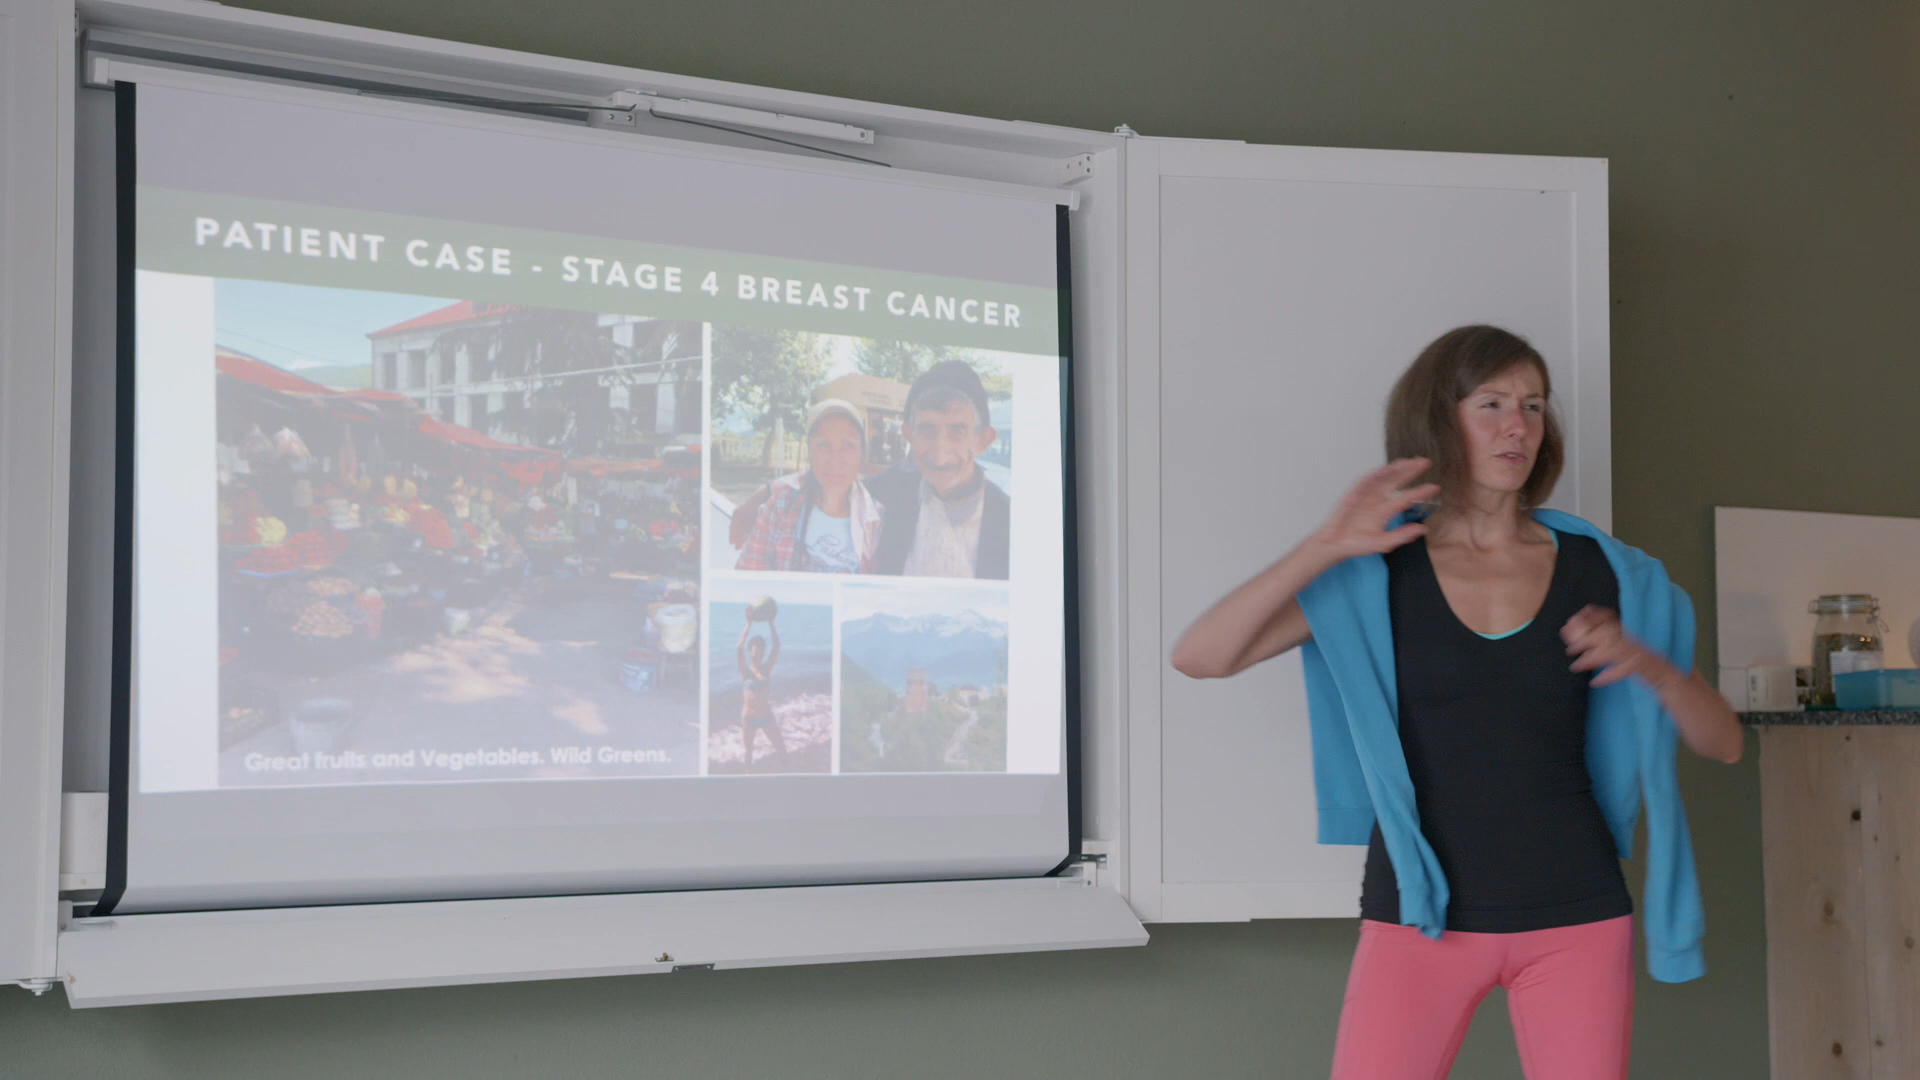 PATIENT CASE - STAGE 4 BREAST CANCER
Great fruits and Vegetables. Wild Greens.